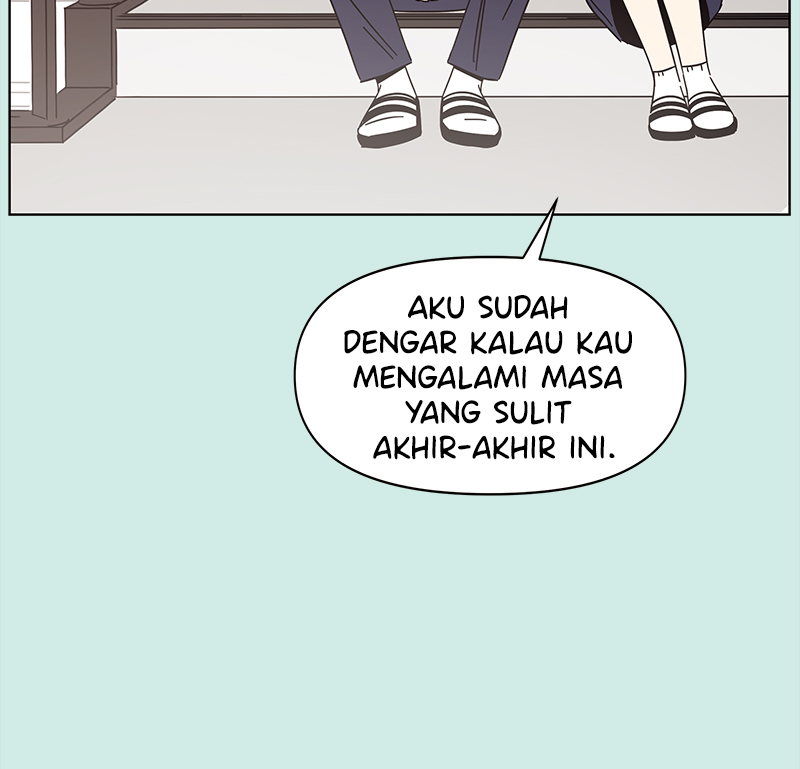 AKU SUDAH
DENGAR KALAU KAU
MENGALAMI MASA
YANG SULIT
AKHIR-AKHIR INI.